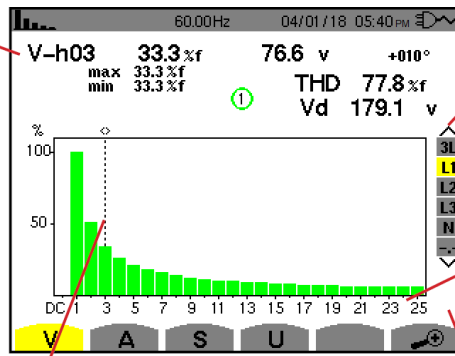 60.00Hz 04/01/18 05:40 PM
V-h03 33.3 %f 76.6 V +010°
max 33.3 %f
min 33.3 %f
THD 77.8 %f
1
Vd 179.1 V
%
100
50
DC 1 3 5 7 9 11 13 15 17 19 21 23 25
3L
L1
L2
L3
N
-.-
V A S U